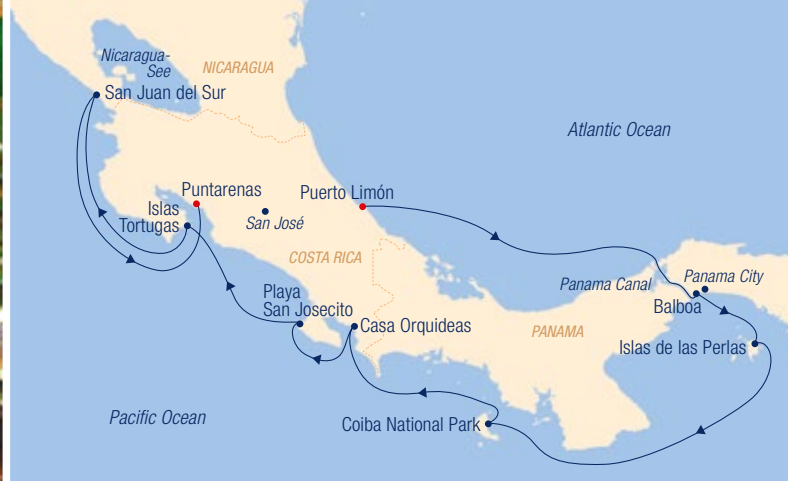 Nicaragua-
See
NICARAGUA
San Juan del Sur
Atlantic Ocean
Puntarenas
Puerto Limón
Islas
Tortugas
San José
COSTA RICA
Panama Canal
Panama City
Balboa
Playa
San Josecito
Casa Orquideas
PANAMA
Islas de las Perlas
Pacific Ocean
Coiba National Park